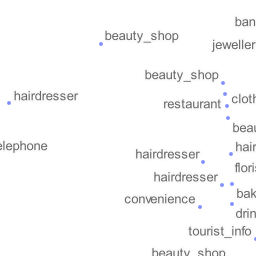 ban
beauty_shop
jeweller
beauty_shop
hairdresser
restaurant
cloth
beau
elephone
hair
hairdresser
floris
hairdresser
bak
convenience
drin
tourist_info
beauty_shop